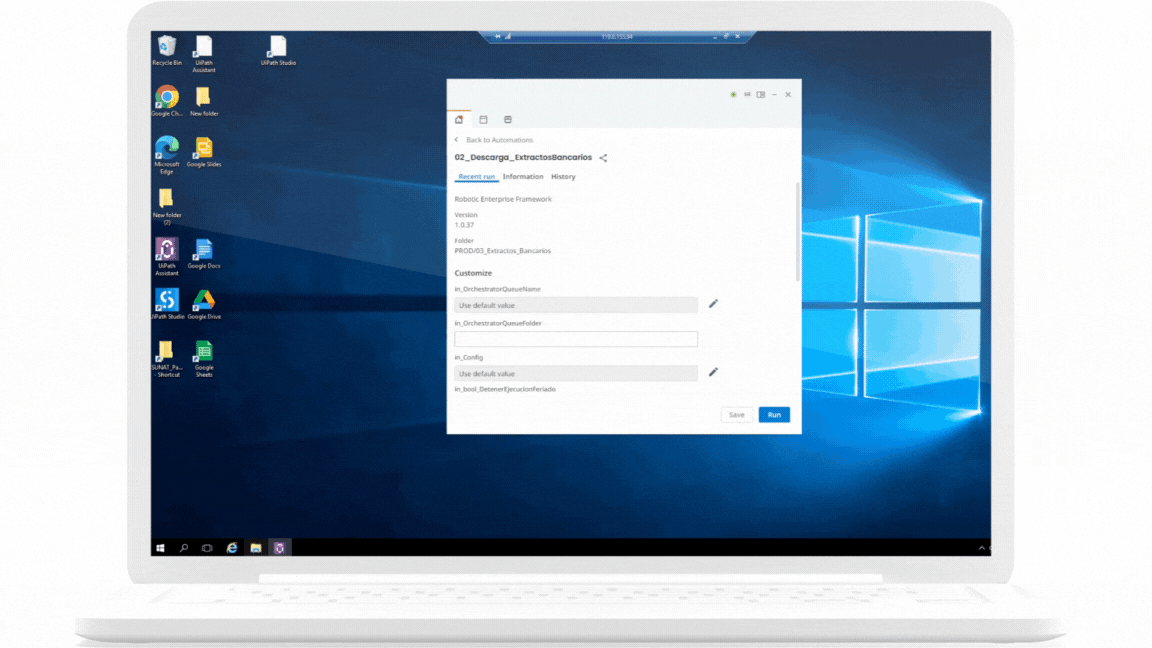 Recycle Bin
UiPath
Assistant
UiPath Studio
Google Ch...
New folder
Microsoft
Edge
Google Slides
New folder
(2)
UiPath
Assistant
Google Docs
UiPath Studio
Google Drive
SUNAT_Pa...
- Shortcut
Google
Sheets
Back to Automations
02_Descarga_ExtractosBancarios
Recent run Information History
Robotic Enterprise Framework
Version
1.0.37
Folder
PROD/03_Extractos_Bancarios
Customize
in_OrchestratorQueueName
Use default value
in_OrchestratorQueueFolder
in_Config
Use default value
in_bool_DetenerEjecucionFeriado
Save Run